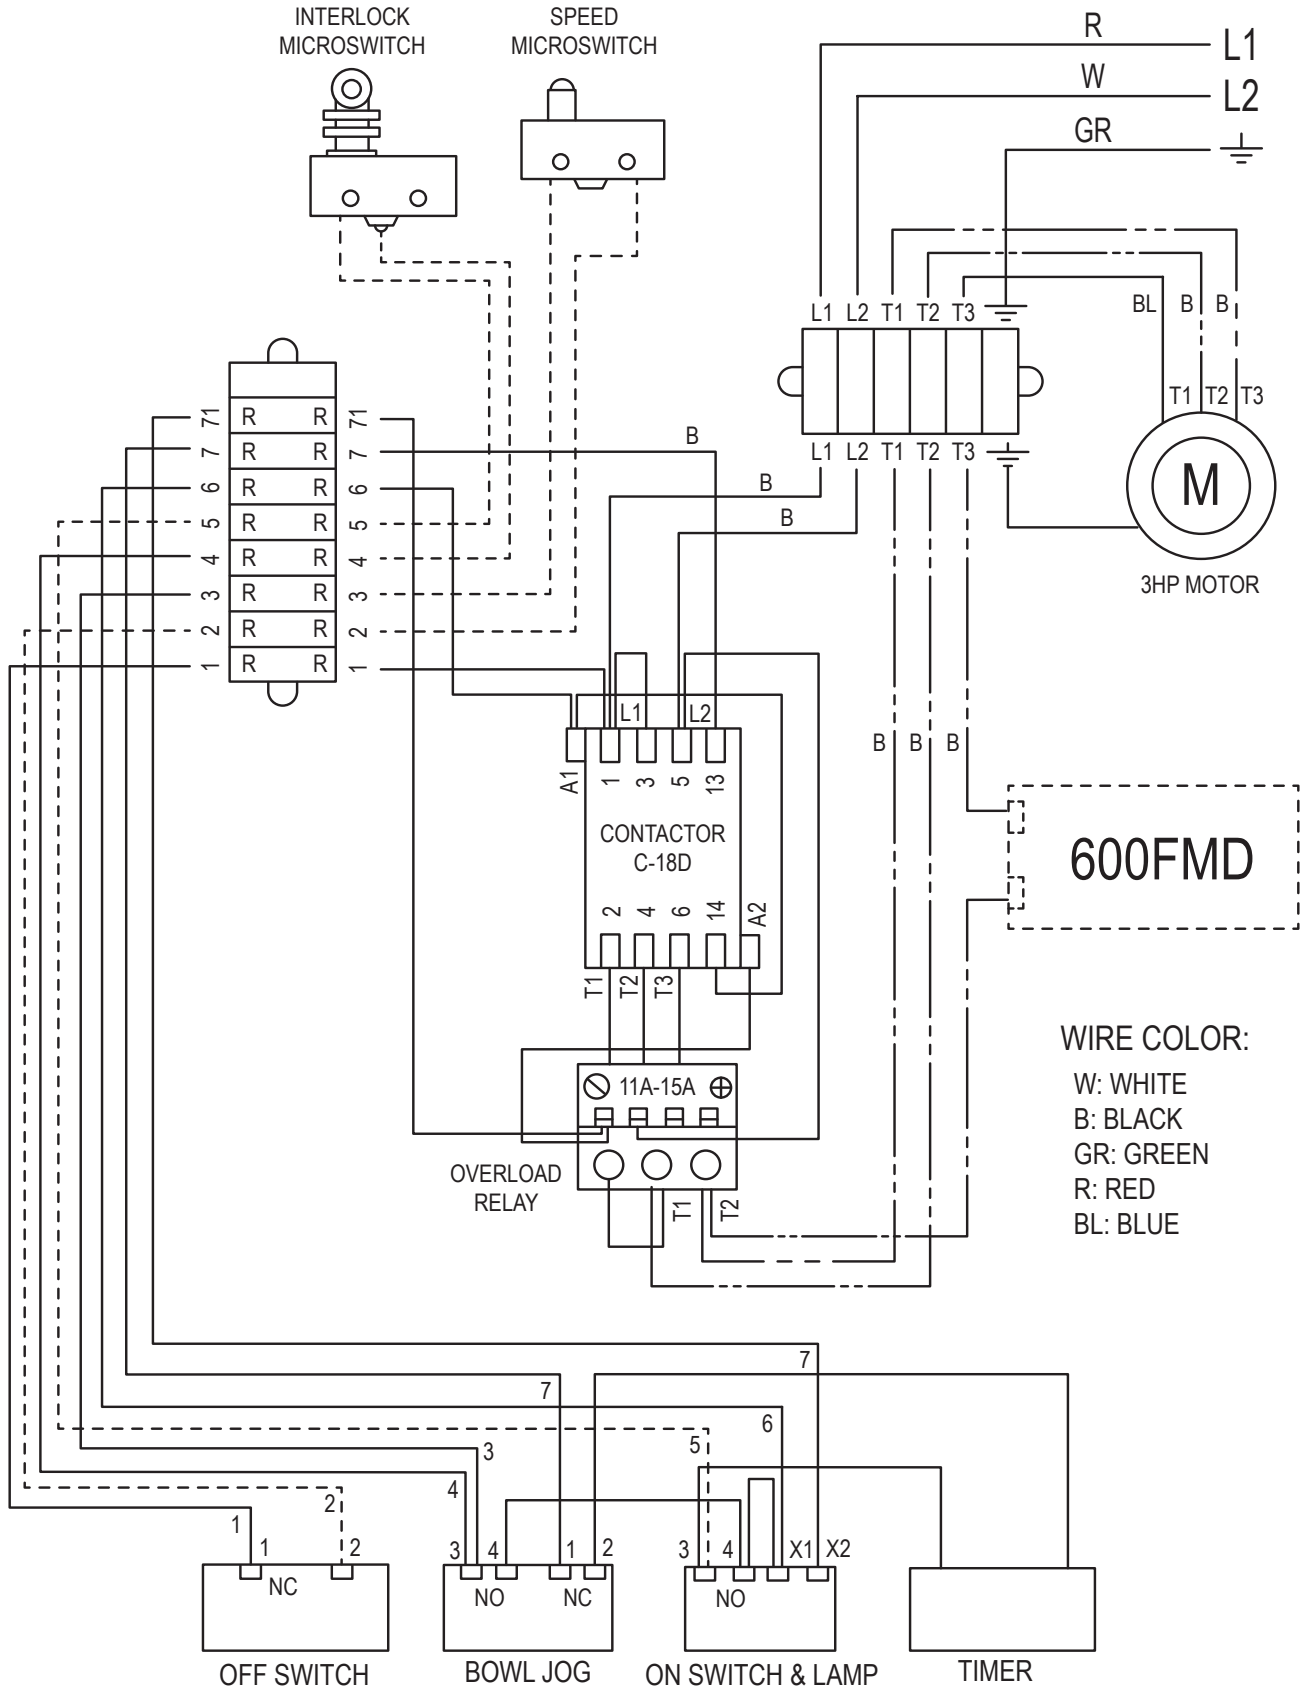 INTERLOCK
MICROSWITCH
SPEED
MICROSWITCH
R
L1
W
L2
GR
L1 L2 T1 T2 T3
BL B B
T1 T2 T3
M
3HP MOTOR
L1 L2 T1 T2 T3
71 R R 71
7 R R 7
6 R R 6
5 R R 5
4 R R 4
3 R R 3
2 R R 2
1 R R 1
B
B
B
L1 L2
A1 1 3 5 13
CONTACTOR
C-18D
2 4 6 14 A2
T1 T2 T3
B B B
600FMD
11A-15A
OVERLOAD
RELAY
T1 T2
WIRE COLOR:
W: WHITE
B: BLACK
GR: GREEN
R: RED
BL: BLUE
7
7
6
5
3
4
2
1
1 2
NC
OFF SWITCH
3 4 1 2
NO NC
BOWL JOG
3 4 X1 X2
NO
ON SWITCH & LAMP
TIMER